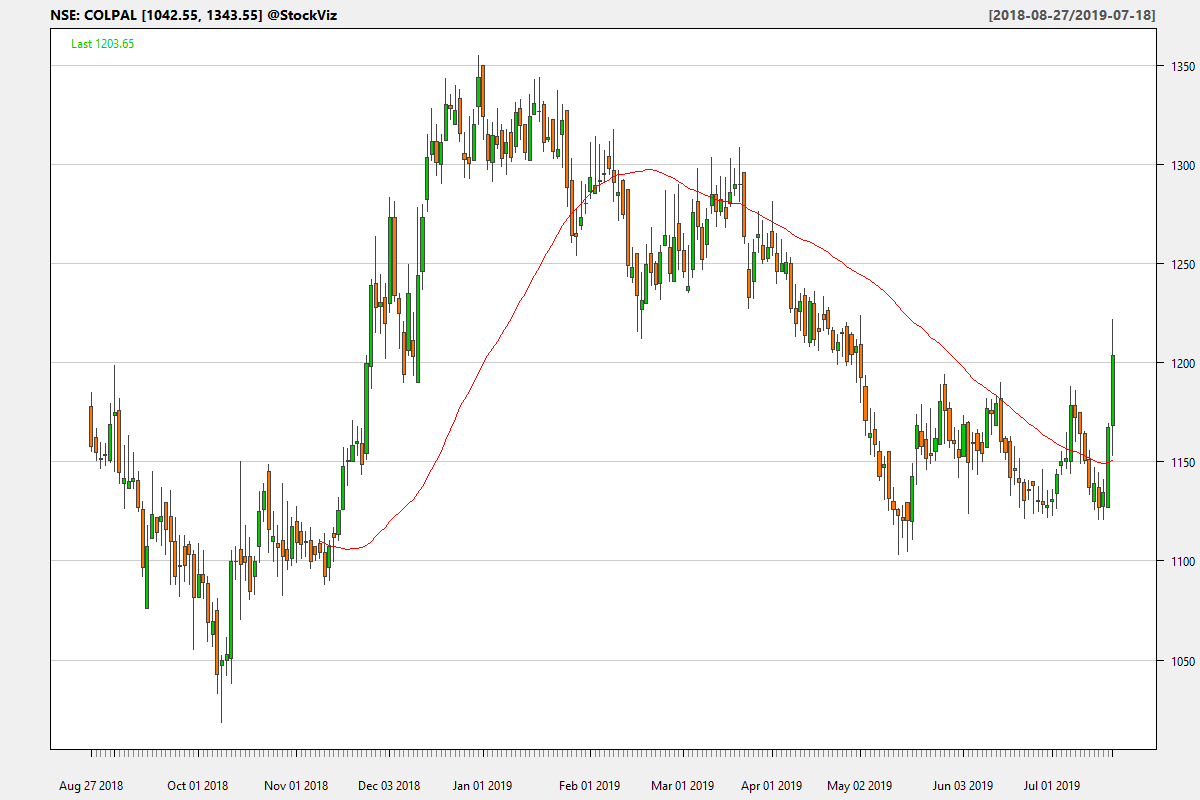 NSE: COLPAL [1042.55, 1343.55] @StockViz
[2018-08-27/2019-07-18]
Last 1203.65
1350
1300
1250
1200
1150
1100
1050
Aug 27 2018
Oct 01 2018
Nov 01 2018
Dec 03 2018
Jan 01 2019
Feb 01 2019
Mar 01 2019
Apr 01 2019
May 02 2019
Jun 03 2019
Jul 01 2019